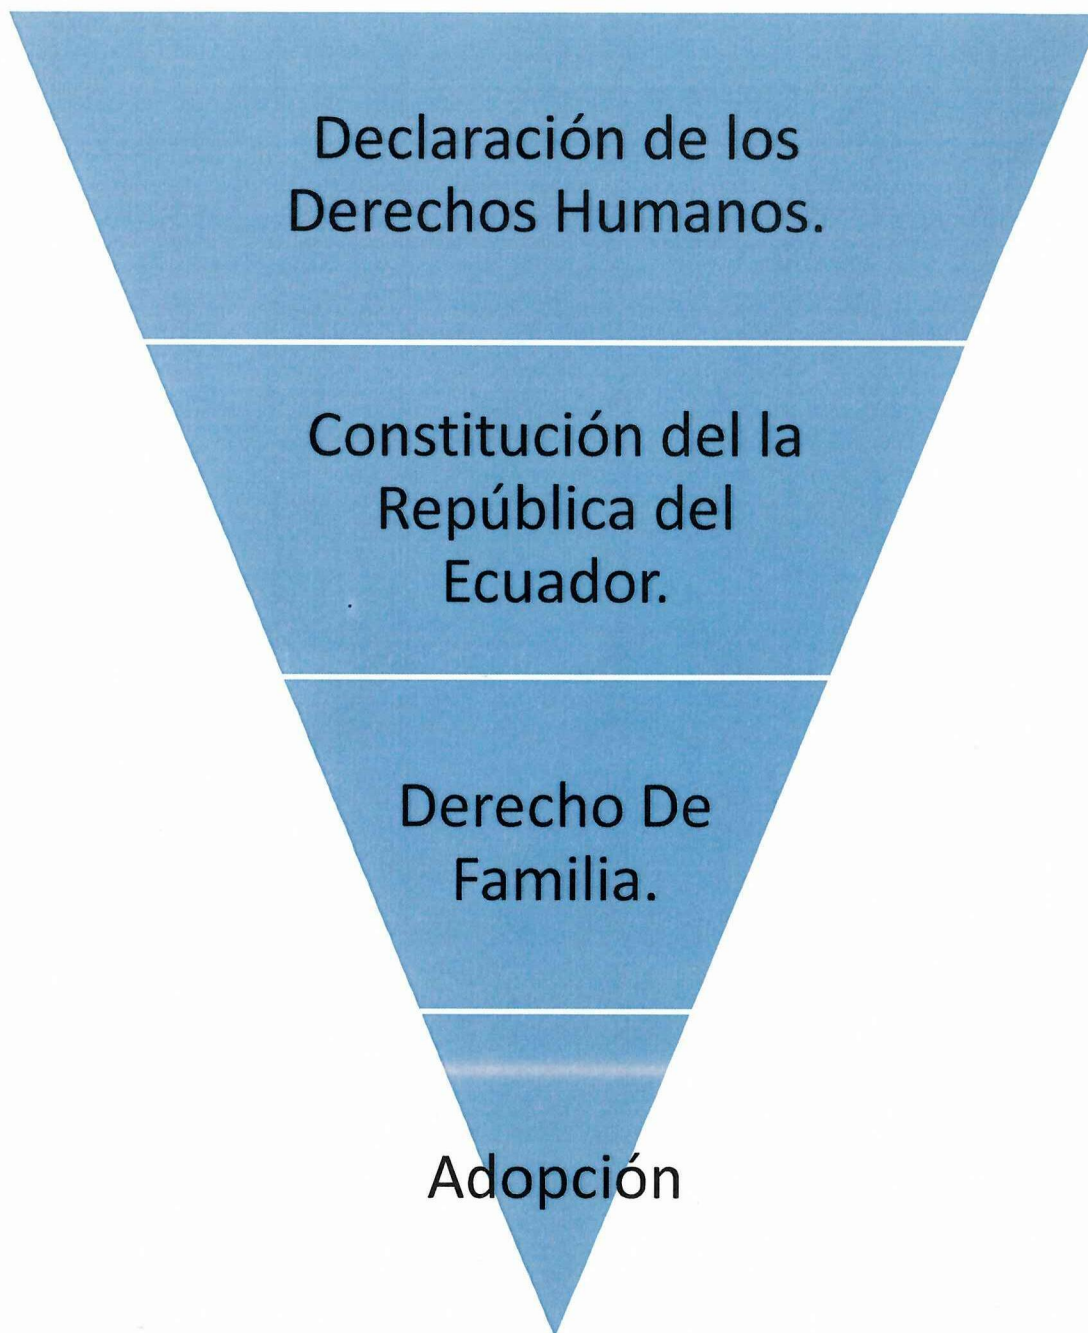 Declaración de los
Derechos Humanos.
Constitución del la
República del
Ecuador.
Derecho De
Familia.
Adopción